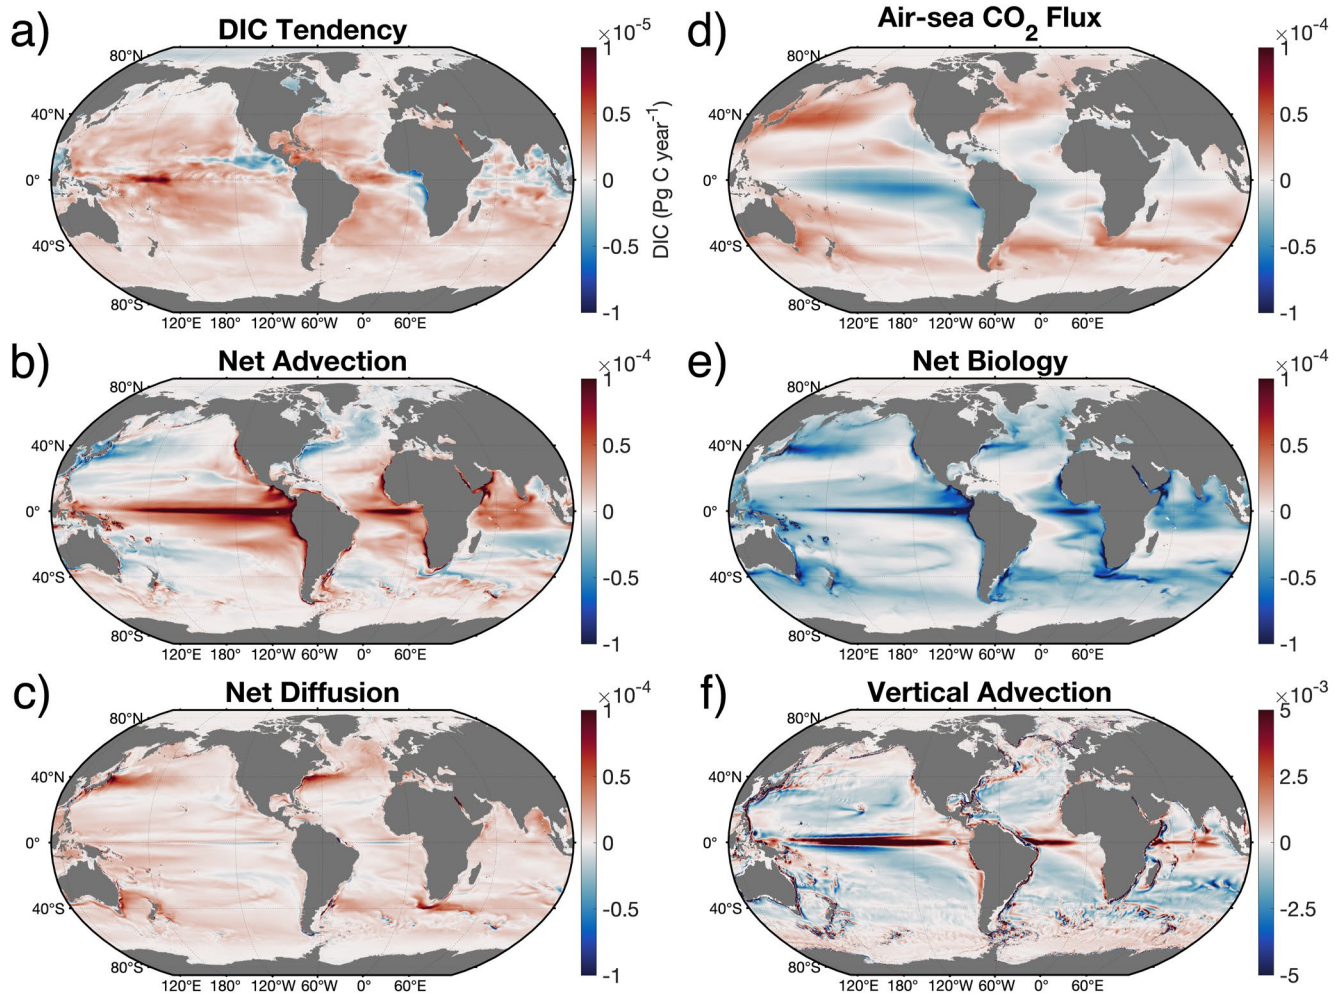 a)
DIC Tendency
×10⁻⁵
80°N
40°N
0°
40°S
80°S
120°E 180° 120°W 60°W 0° 60°E
1
0.5
0
-0.5
-1
DIC (Pg C year⁻¹)
d)
Air-sea CO₂ Flux
×10⁻⁴
80°N
40°N
0°
40°S
80°S
120°E 180° 120°W 60°W 0° 60°E
1
0.5
0
-0.5
-1
b)
Net Advection
×10⁻⁴
80°N
40°N
0°
40°S
80°S
120°E 180° 120°W 60°W 0° 60°E
1
0.5
0
-0.5
-1
e)
Net Biology
×10⁻⁴
80°N
40°N
0°
40°S
80°S
120°E 180° 120°W 60°W 0° 60°E
1
0.5
0
-0.5
-1
c)
Net Diffusion
×10⁻⁴
80°N
40°N
0°
40°S
80°S
120°E 180° 120°W 60°W 0° 60°E
1
0.5
0
-0.5
-1
f)
Vertical Advection
×10⁻³
80°N
40°N
0°
40°S
80°S
120°E 180° 120°W 60°W 0° 60°E
5
2.5
0
-2.5
-5